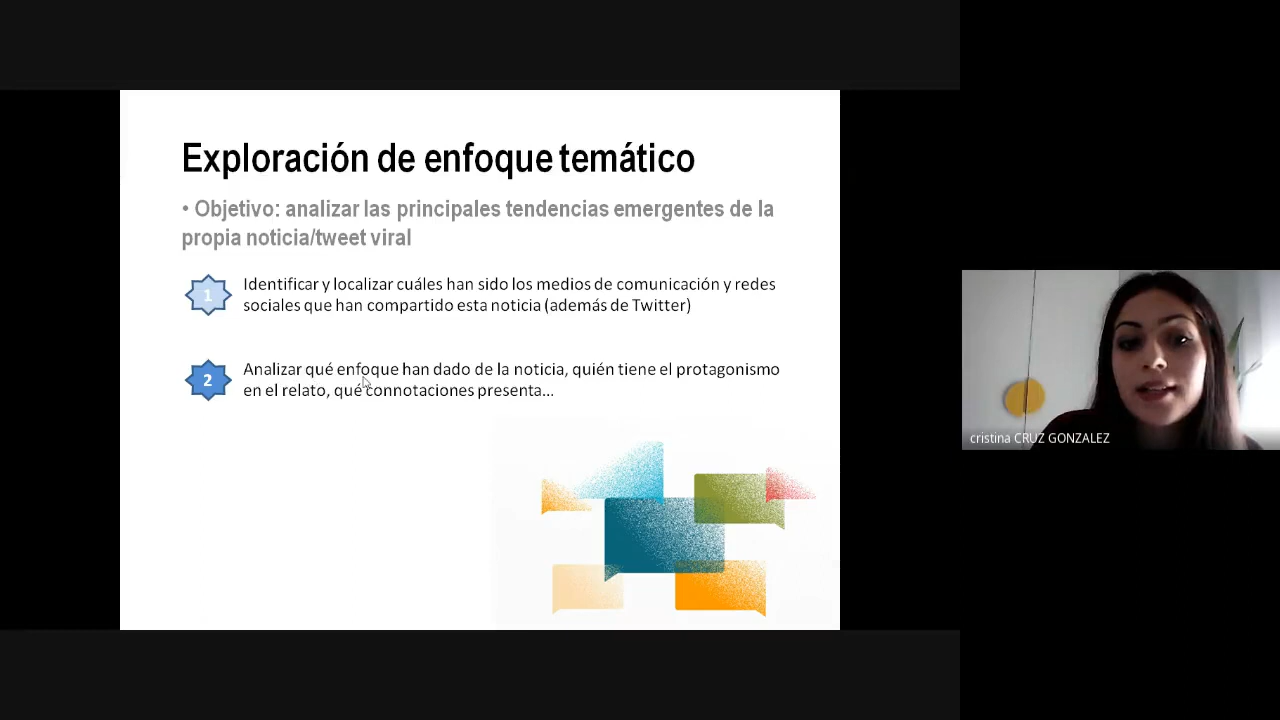 Exploración de enfoque temático
• Objetivo: analizar las principales tendencias emergentes de la
propia noticia/tweet viral
1
Identificar y localizar cuáles han sido los medios de comunicación y redes
sociales que han compartido esta noticia (además de Twitter)
2
Analizar qué enfoque han dado de la noticia, quién tiene el protagonismo
en el relato, qué connotaciones presenta...
cristina CRUZ GONZALEZ